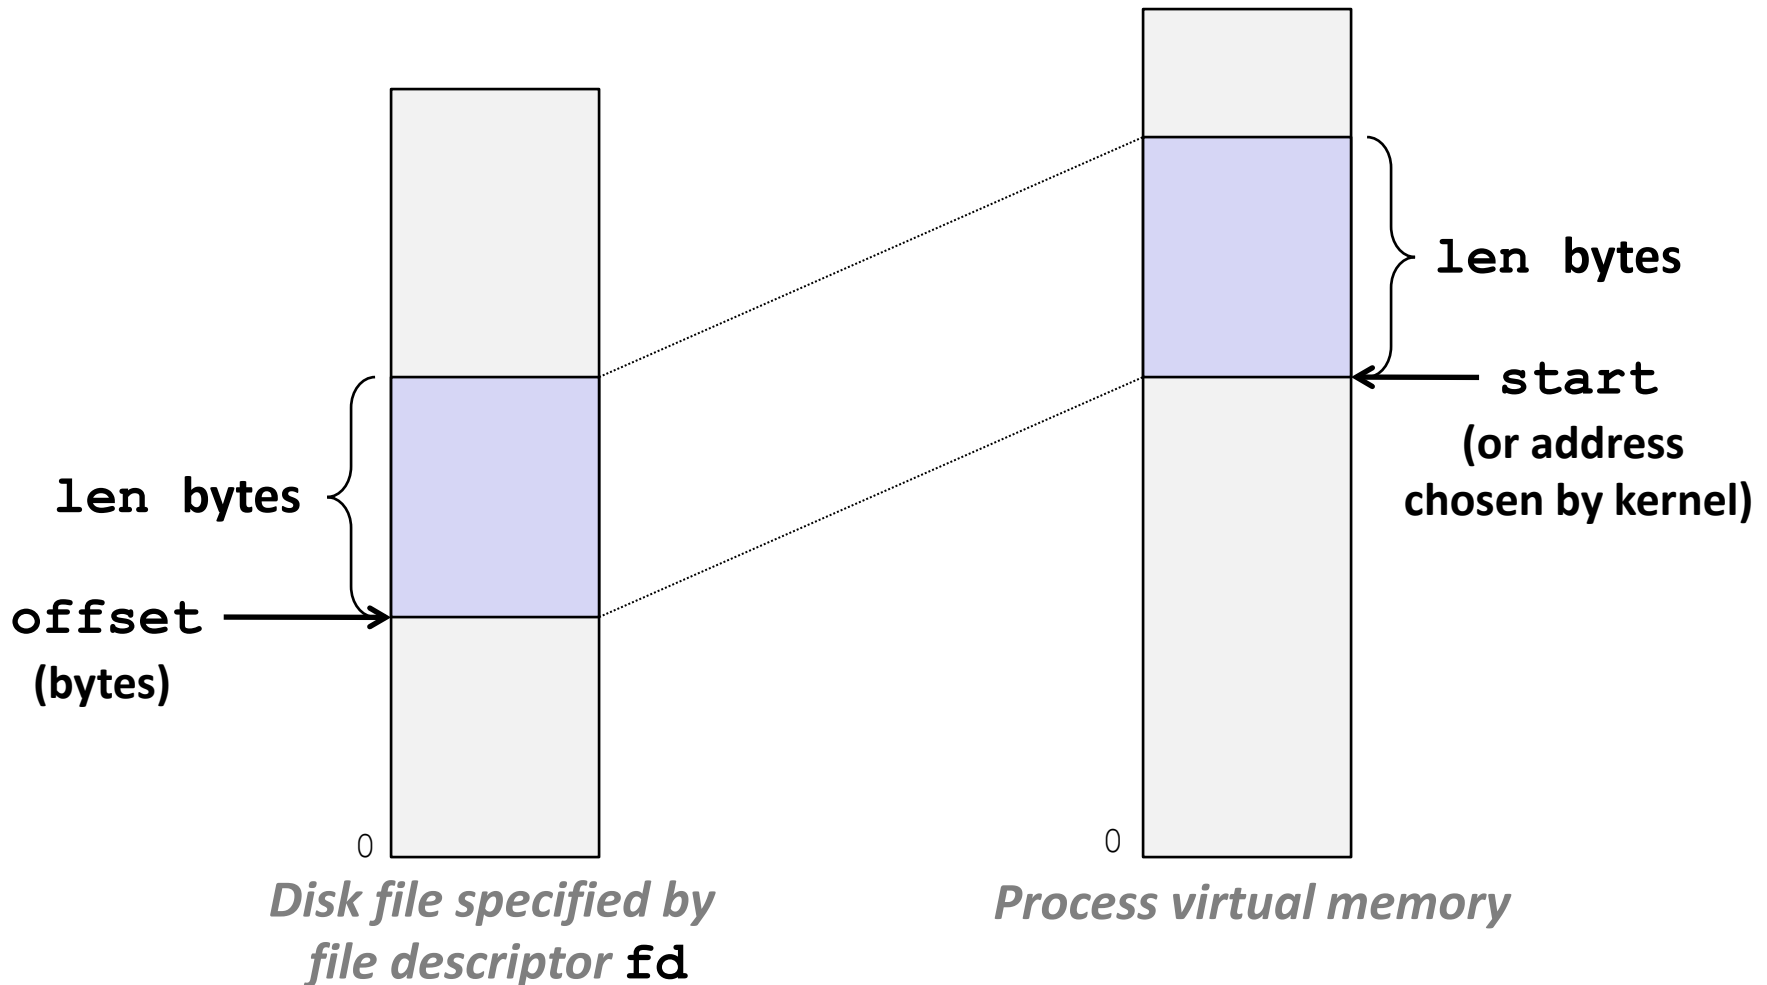 len bytes
start
(or address
chosen by kernel)
len bytes
offset
(bytes)
0
0
Disk file specified by
file descriptor fd
Process virtual memory